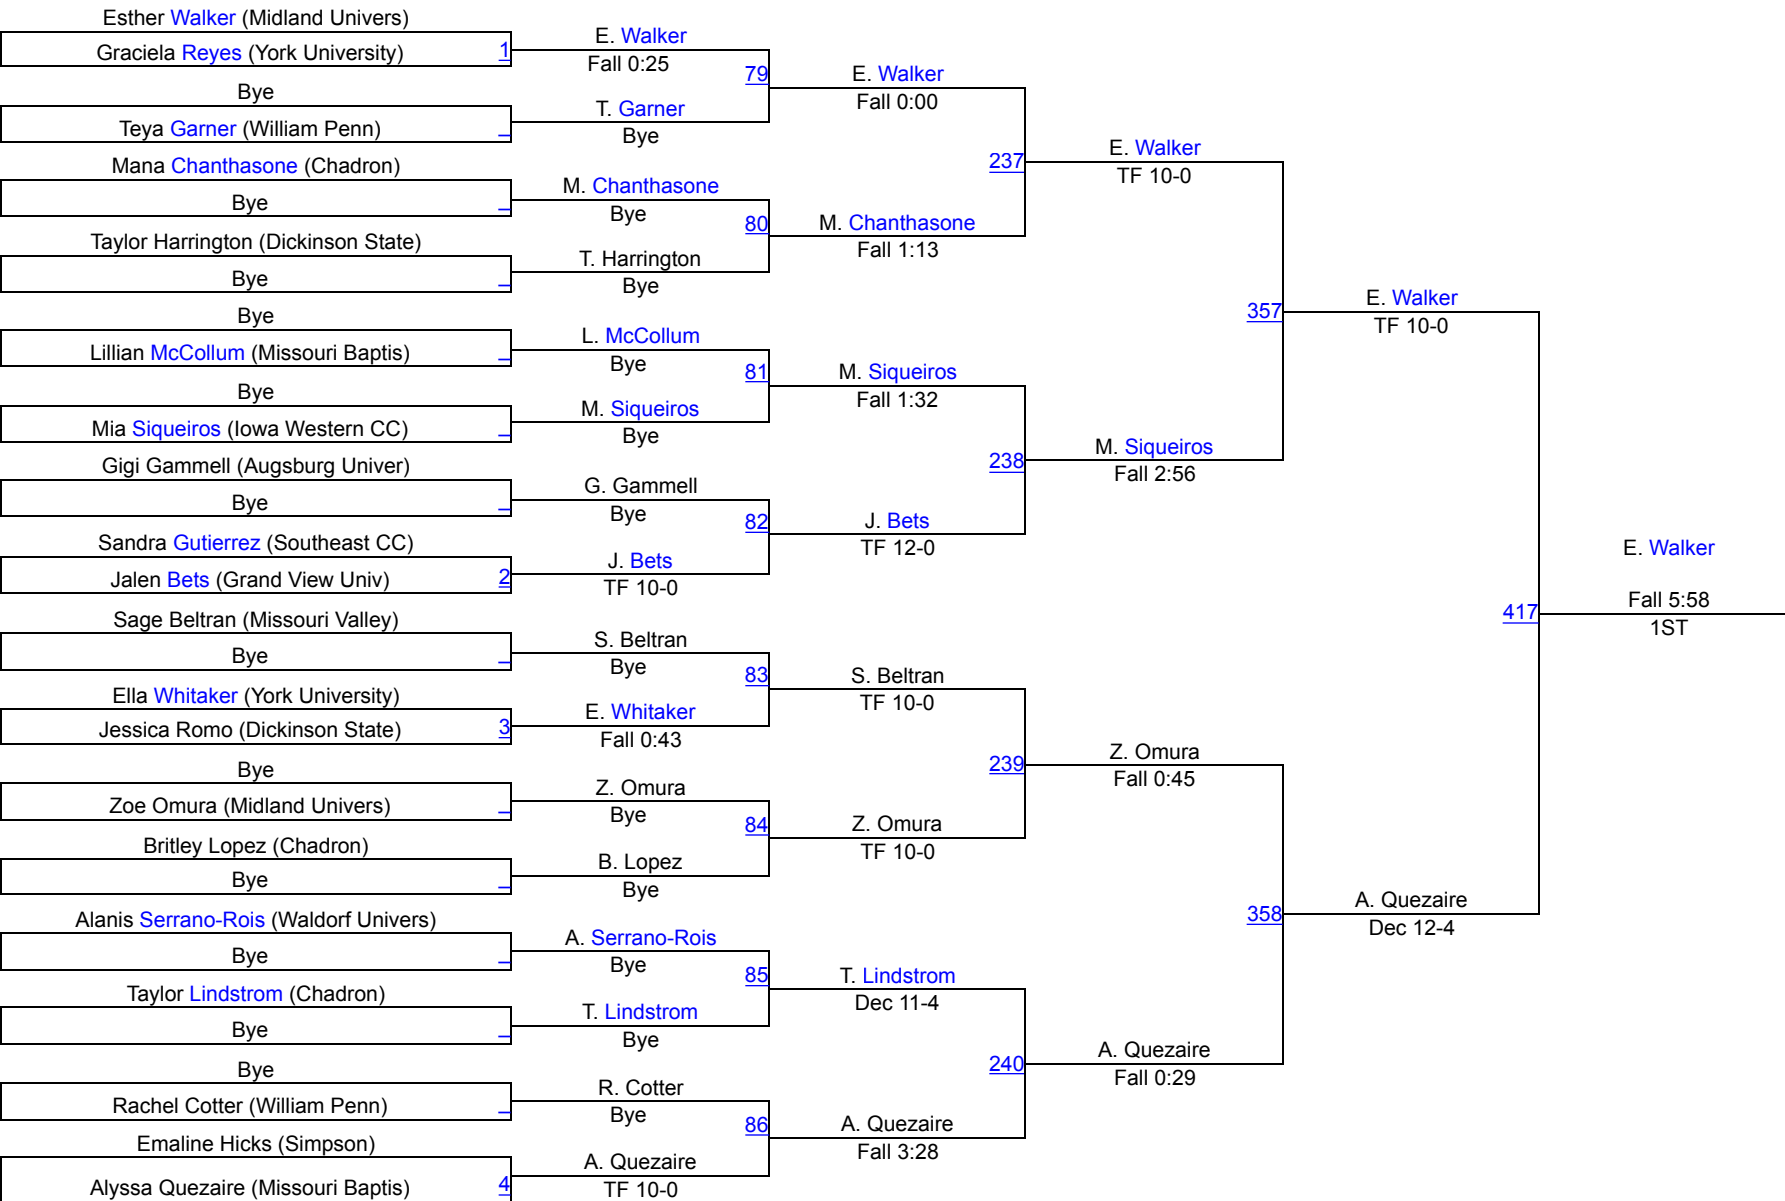 Esther Walker (Midland Univers)
Graciela Reyes (York University)
1
Bye
Teya Garner (William Penn)
Mana Chanthasone (Chadron)
Bye
Taylor Harrington (Dickinson State)
Bye
Bye
Lillian McCollum (Missouri Baptis)
Bye
Mia Siqueiros (Iowa Western CC)
Gigi Gammell (Augsburg Univer)
Bye
Sandra Gutierrez (Southeast CC)
Jalen Bets (Grand View Univ)
2
Sage Beltran (Missouri Valley)
Bye
Ella Whitaker (York University)
Jessica Romo (Dickinson State)
3
Bye
Zoe Omura (Midland Univers)
Britley Lopez (Chadron)
Bye
Alanis Serrano-Rois (Waldorf Univers)
Bye
Taylor Lindstrom (Chadron)
Bye
Bye
Rachel Cotter (William Penn)
Emaline Hicks (Simpson)
Alyssa Quezaire (Missouri Baptis)
4
E. Walker
Fall 0:25
79
T. Garner
Bye
M. Chanthasone
Bye
80
T. Harrington
Bye
L. McCollum
Bye
81
M. Siqueiros
Bye
G. Gammell
Bye
82
J. Bets
TF 10-0
S. Beltran
Bye
83
E. Whitaker
Fall 0:43
Z. Omura
Bye
84
B. Lopez
Bye
A. Serrano-Rois
Bye
85
T. Lindstrom
Bye
R. Cotter
Bye
86
A. Quezaire
TF 10-0
E. Walker
Fall 0:00
237
M. Chanthasone
Fall 1:13
M. Siqueiros
Fall 1:32
238
J. Bets
TF 12-0
S. Beltran
TF 10-0
239
Z. Omura
TF 10-0
T. Lindstrom
Dec 11-4
240
A. Quezaire
Fall 3:28
E. Walker
TF 10-0
357
M. Siqueiros
Fall 2:56
Z. Omura
Fall 0:45
358
A. Quezaire
Fall 0:29
E. Walker
TF 10-0
417
A. Quezaire
Dec 12-4
E. Walker
Fall 5:58
1ST